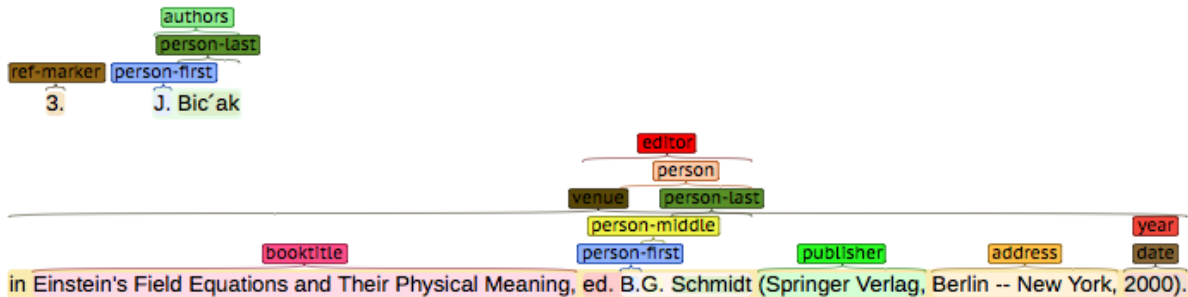 authors
person-last
ref-marker person-first
3. J. Bic´ak
editor
person
venue person-last
person-middle year
booktitle person-first publisher address date
in Einstein's Field Equations and Their Physical Meaning, ed. B.G. Schmidt (Springer Verlag, Berlin -- New York, 2000).